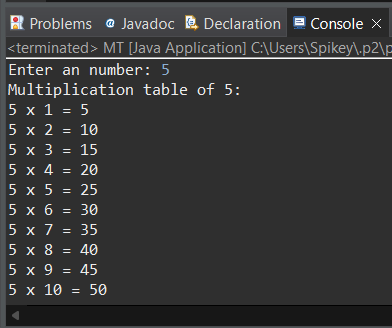 Problems @ Javadoc Declaration Console ×
<terminated> MT [Java Application] C:\Users\Spikey\.p2\p
Enter an number: 5
Multiplication table of 5:
5 x 1 = 5
5 x 2 = 10
5 x 3 = 15
5 x 4 = 20
5 x 5 = 25
5 x 6 = 30
5 x 7 = 35
5 x 8 = 40
5 x 9 = 45
5 x 10 = 50